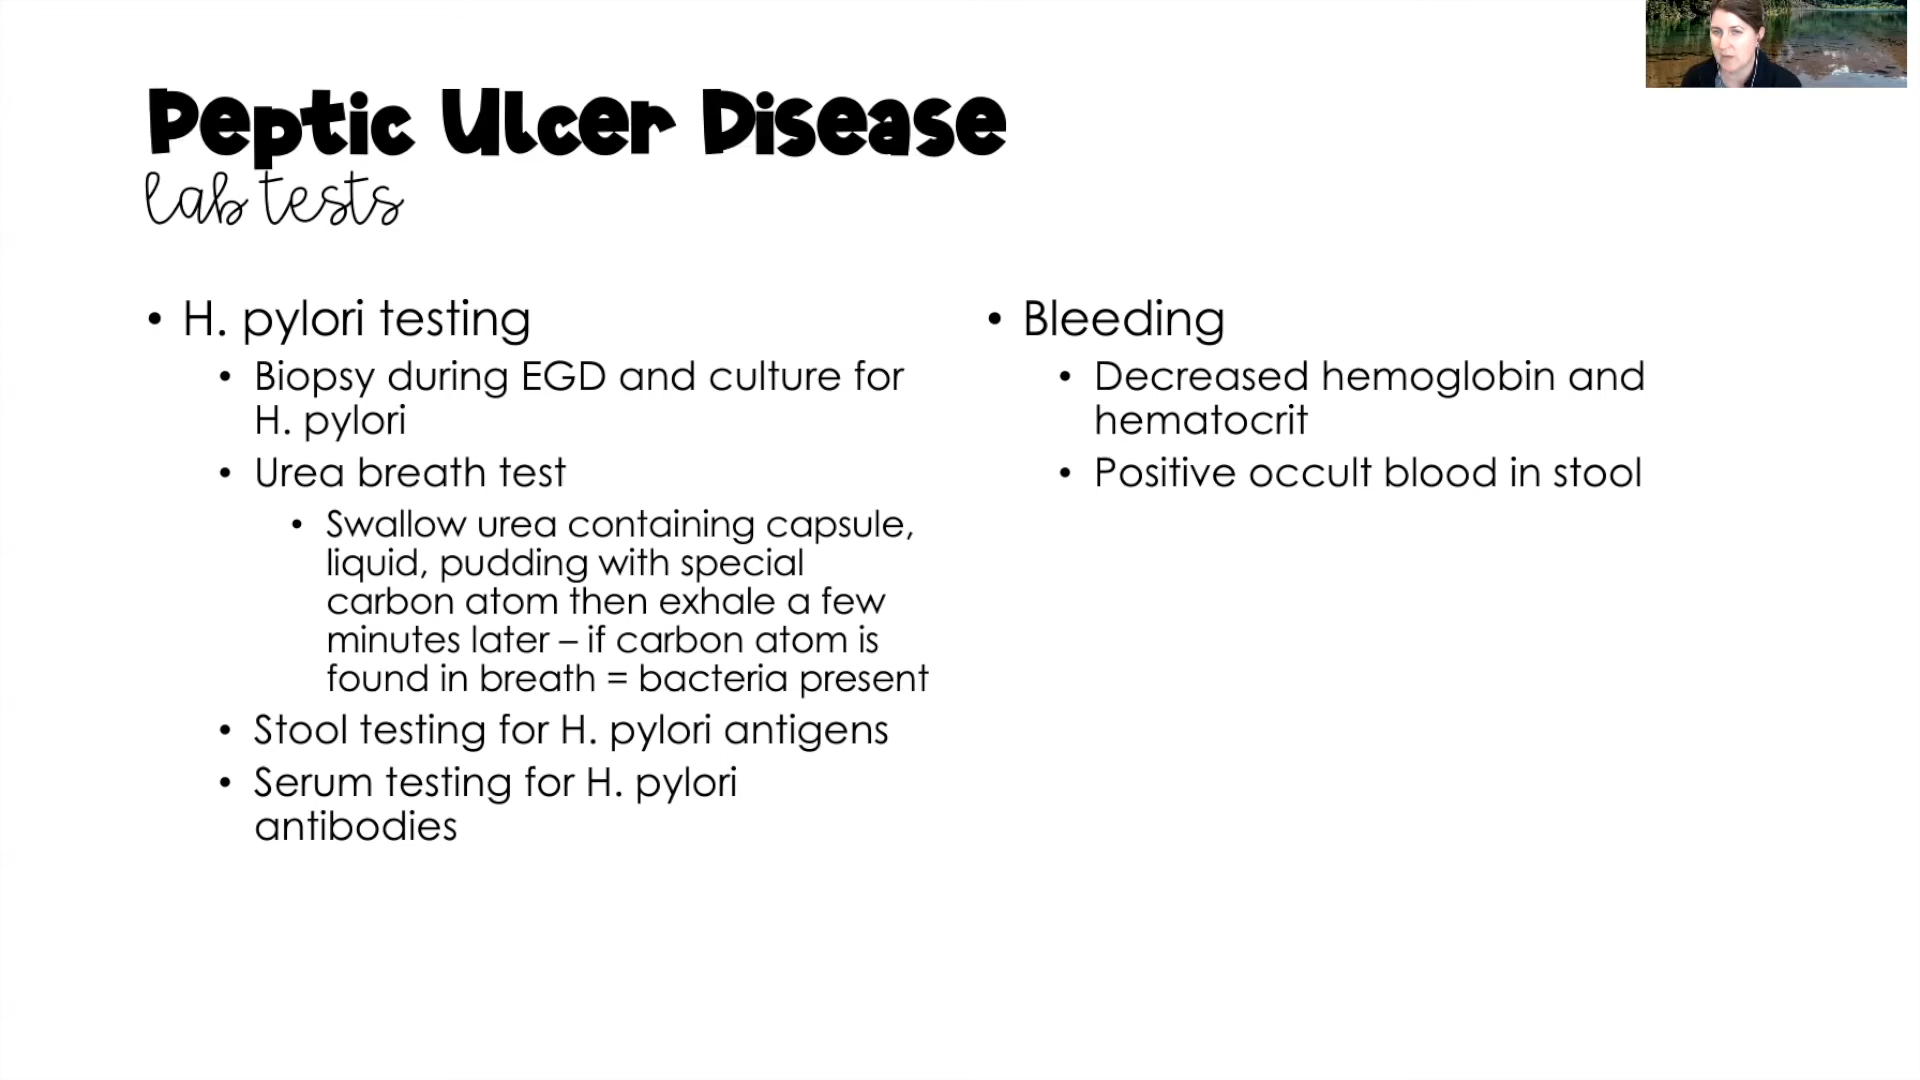 Peptic Ulcer Disease
lab tests
• H. pylori testing
• Biopsy during EGD and culture for
H. pylori
• Urea breath test
• Swallow urea containing capsule,
liquid, pudding with special
carbon atom then exhale a few
minutes later – if carbon atom is
found in breath = bacteria present
• Stool testing for H. pylori antigens
• Serum testing for H. pylori
antibodies
• Bleeding
• Decreased hemoglobin and
hematocrit
• Positive occult blood in stool